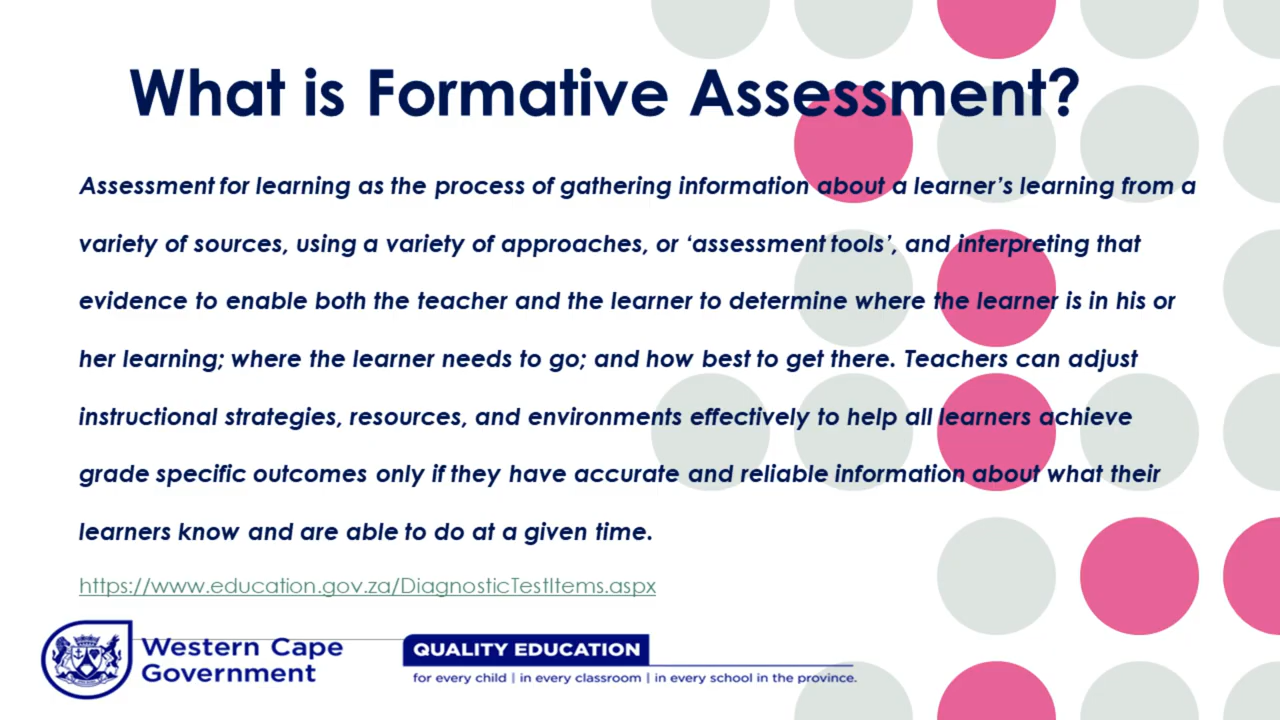 What is Formative Assessment?
Assessment for learning as the process of gathering information about a learner’s learning from a
variety of sources, using a variety of approaches, or ‘assessment tools’, and interpreting that
evidence to enable both the teacher and the learner to determine where the learner is in his or
her learning; where the learner needs to go; and how best to get there. Teachers can adjust
instructional strategies, resources, and environments effectively to help all learners achieve
grade specific outcomes only if they have accurate and reliable information about what their
learners know and are able to do at a given time.
https://www.education.gov.za/DiagnosticTestItems.aspx
Western Cape
Government
QUALITY EDUCATION
for every child | in every classroom | in every school in the province.